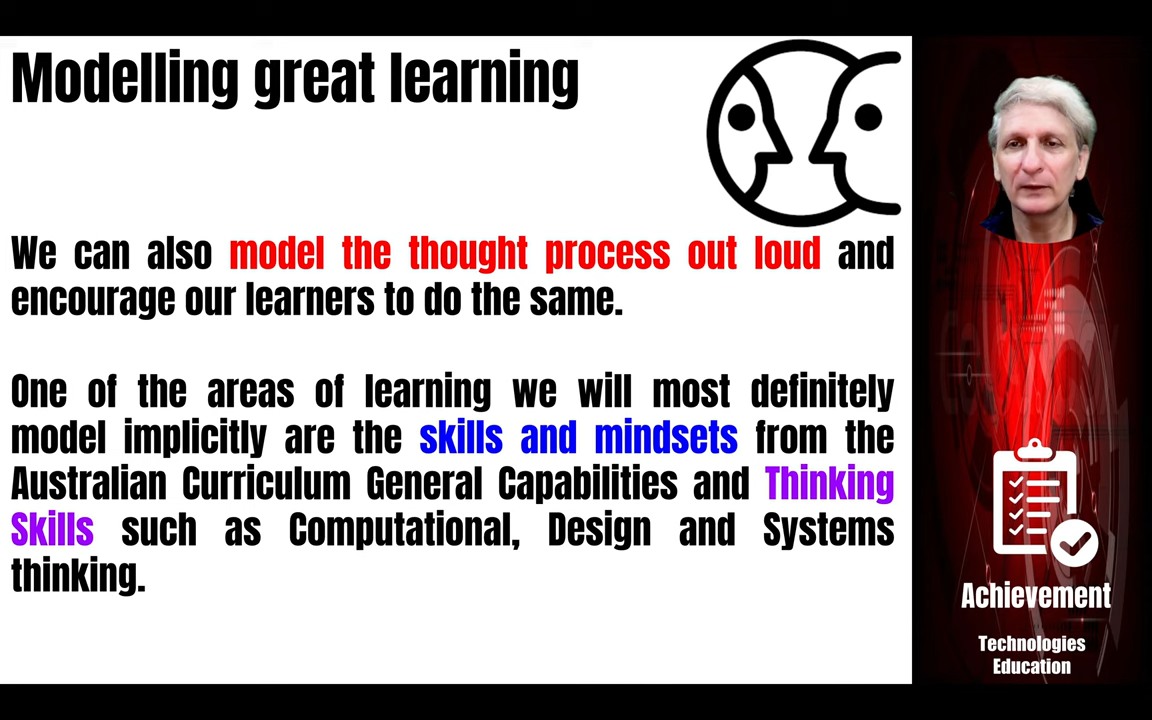 Modelling great learning
We can also model the thought process out loud and
encourage our learners to do the same.
One of the areas of learning we will most definitely
model implicitly are the skills and mindsets from the
Australian Curriculum General Capabilities and Thinking
Skills such as Computational, Design and Systems
thinking.
Achievement
Technologies
Education